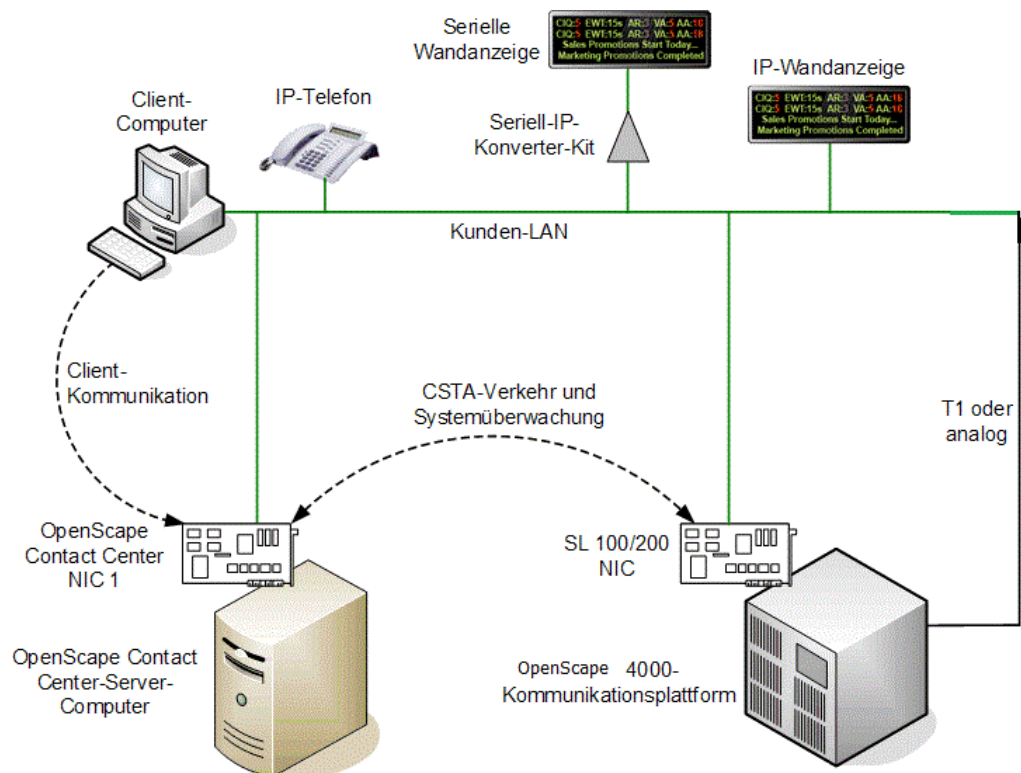 Serielle
Wandanzeige
CIQ:5 EWT:15s AR:3 VA:5 AA:16
CIQ:5 EWT:15s AR:3 VA:5 AA:16
Sales Promotions Start Today...
Marketing Promotions Completed
IP-Wandanzeige
CIQ:5 EWT:15s AR:3 VA:5 AA:16
CIQ:5 EWT:15s AR:3 VA:5 AA:16
Sales Promotions Start Today...
Marketing Promotions Completed
Client-
Computer
IP-Telefon
Seriell-IP-
Konverter-Kit
Kunden-LAN
Client-
Kommunikation
CSTA-Verkehr und
Systemüberwachung
T1 oder
analog
OpenScape
Contact Center
NIC 1
SL 100/200
NIC
OpenScape Contact
Center-Server-
Computer
OpenScape 4000-
Kommunikationsplattform